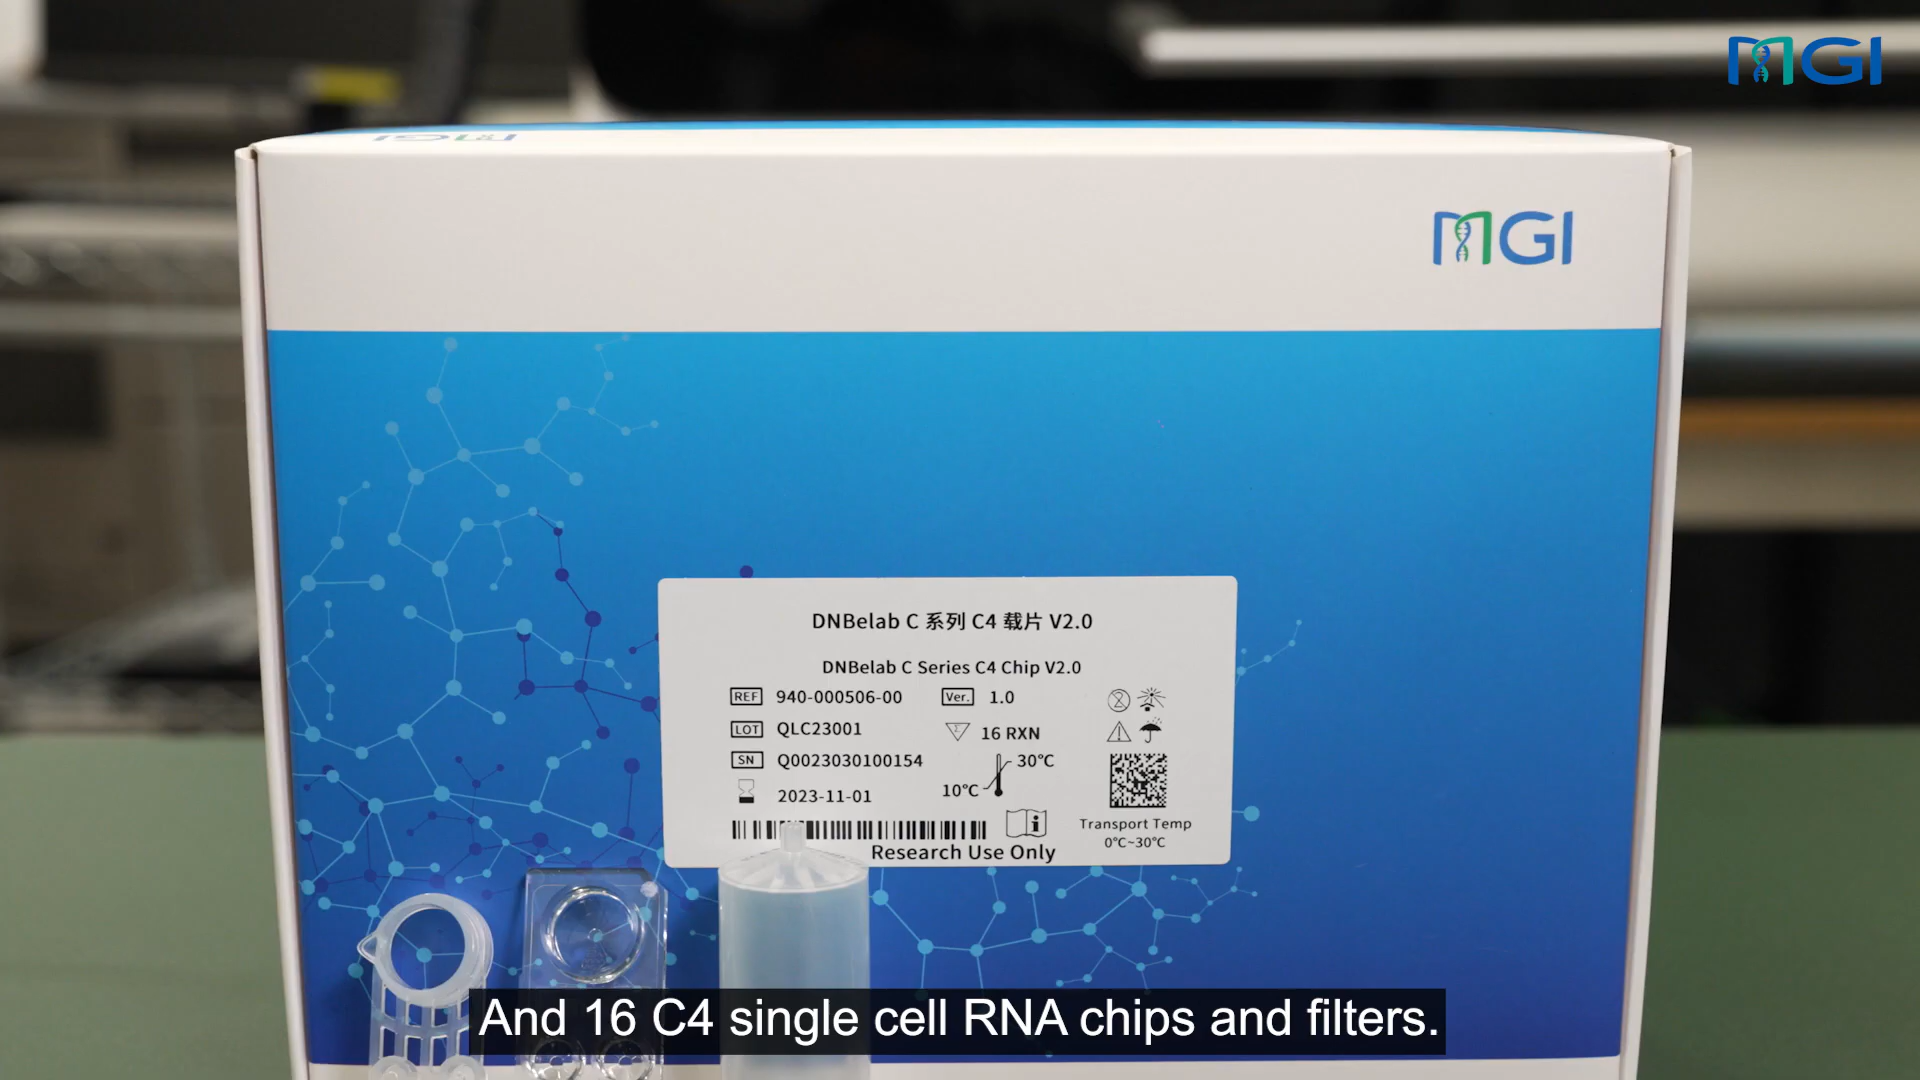 MGI
MGI
MGI
DNBelab C 系列 C4 载片 V2.0
DNBelab C Series C4 Chip V2.0
REF 940-000506-00 Ver. 1.0
LOT QLC23001 Σ 16 RXN
SN Q0023030100154 30℃
10℃
2023-11-01
Transport Temp
0℃~30℃
Research Use Only
And 16 C4 single cell RNA chips and filters.